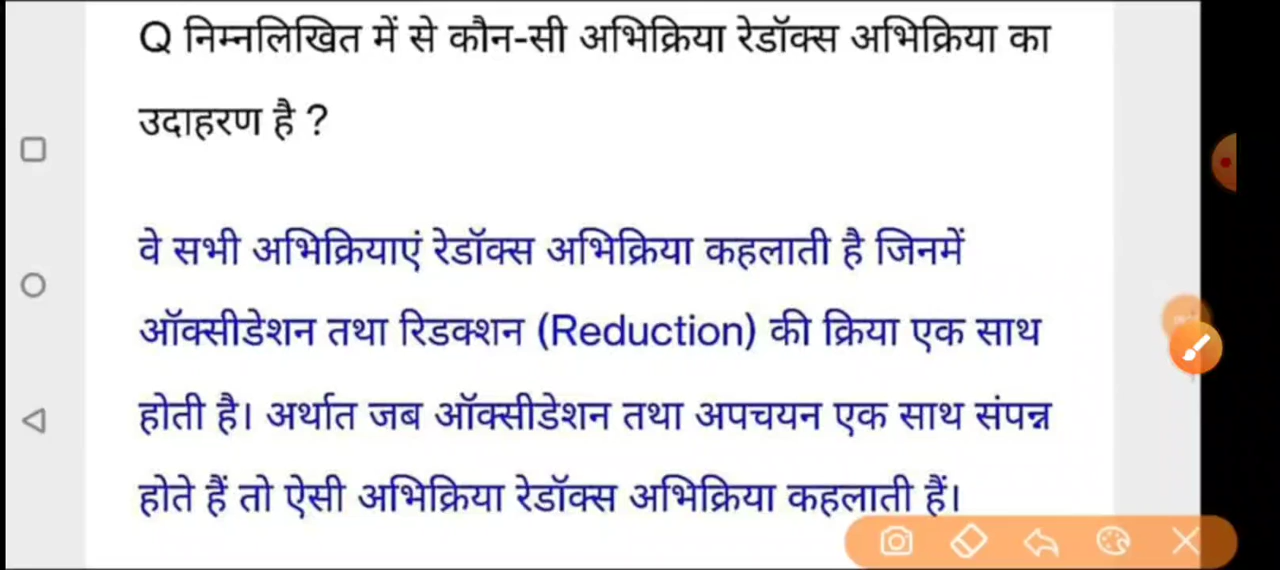 Q निम्नलिखित में से कौन-सी अभिक्रिया रेडॉक्स अभिक्रिया का
उदाहरण है ?
वे सभी अभिक्रियाएं रेडॉक्स अभिक्रिया कहलाती है जिनमें
ऑक्सीडेशन तथा रिडक्शन (Reduction) की क्रिया एक साथ
होती है। अर्थात जब ऑक्सीडेशन तथा अपचयन एक साथ संपन्न
होते हैं तो ऐसी अभिक्रिया रेडॉक्स अभिक्रिया कहलाती हैं।